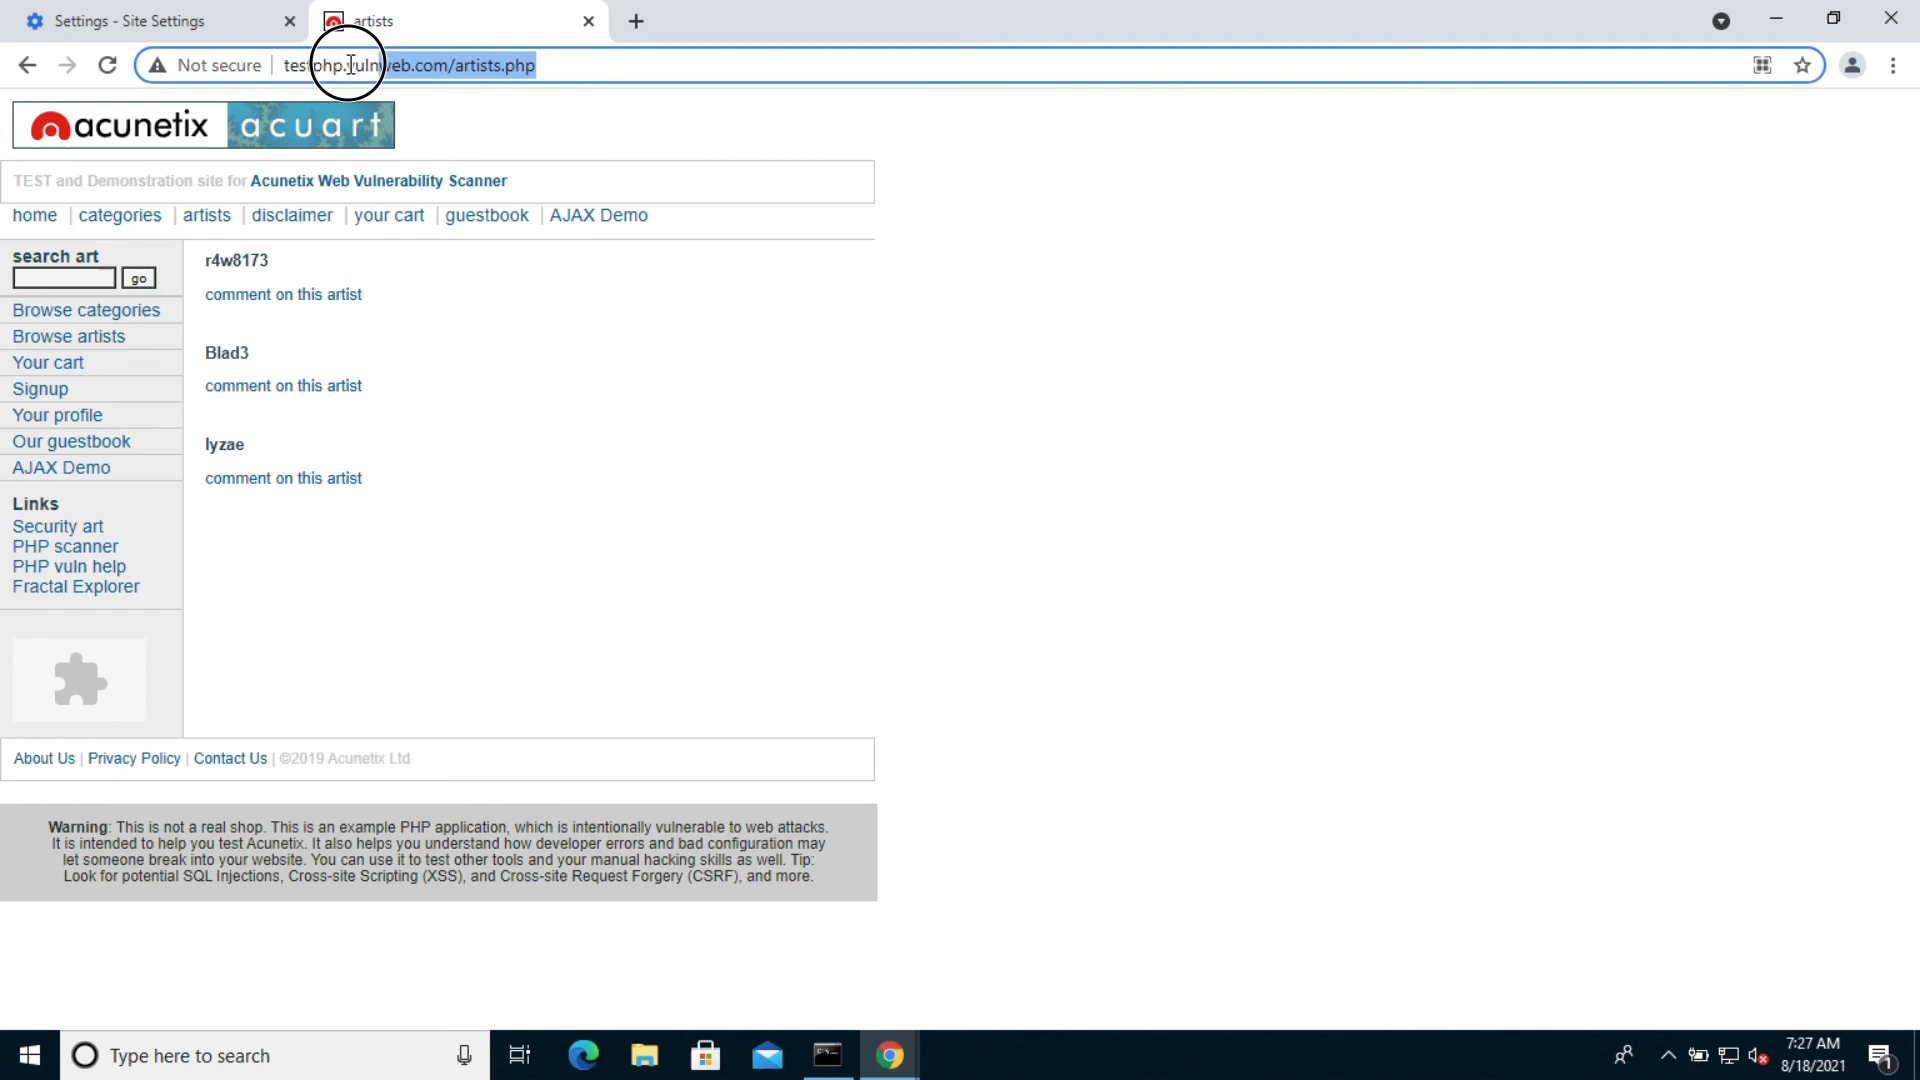 Settings - Site Settings
artists
Not secure
testphp.vulnweb.com/artists.php
acunetix acuart
TEST and Demonstration site for Acunetix Web Vulnerability Scanner
home | categories | artists | disclaimer | your cart | guestbook | AJAX Demo
search art
go
Browse categories
Browse artists
Your cart
Signup
Your profile
Our guestbook
AJAX Demo
Links
Security art
PHP scanner
PHP vuln help
Fractal Explorer
r4w8173
comment on this artist
Blad3
comment on this artist
lyzae
comment on this artist
About Us | Privacy Policy | Contact Us | ©2019 Acunetix Ltd
Warning: This is not a real shop. This is an example PHP application, which is intentionally vulnerable to web attacks.
It is intended to help you test Acunetix. It also helps you understand how developer errors and bad configuration may
let someone break into your website. You can use it to test other tools and your manual hacking skills as well. Tip:
Look for potential SQL Injections, Cross-site Scripting (XSS), and Cross-site Request Forgery (CSRF), and more.
Type here to search
7:27 AM
8/18/2021
1